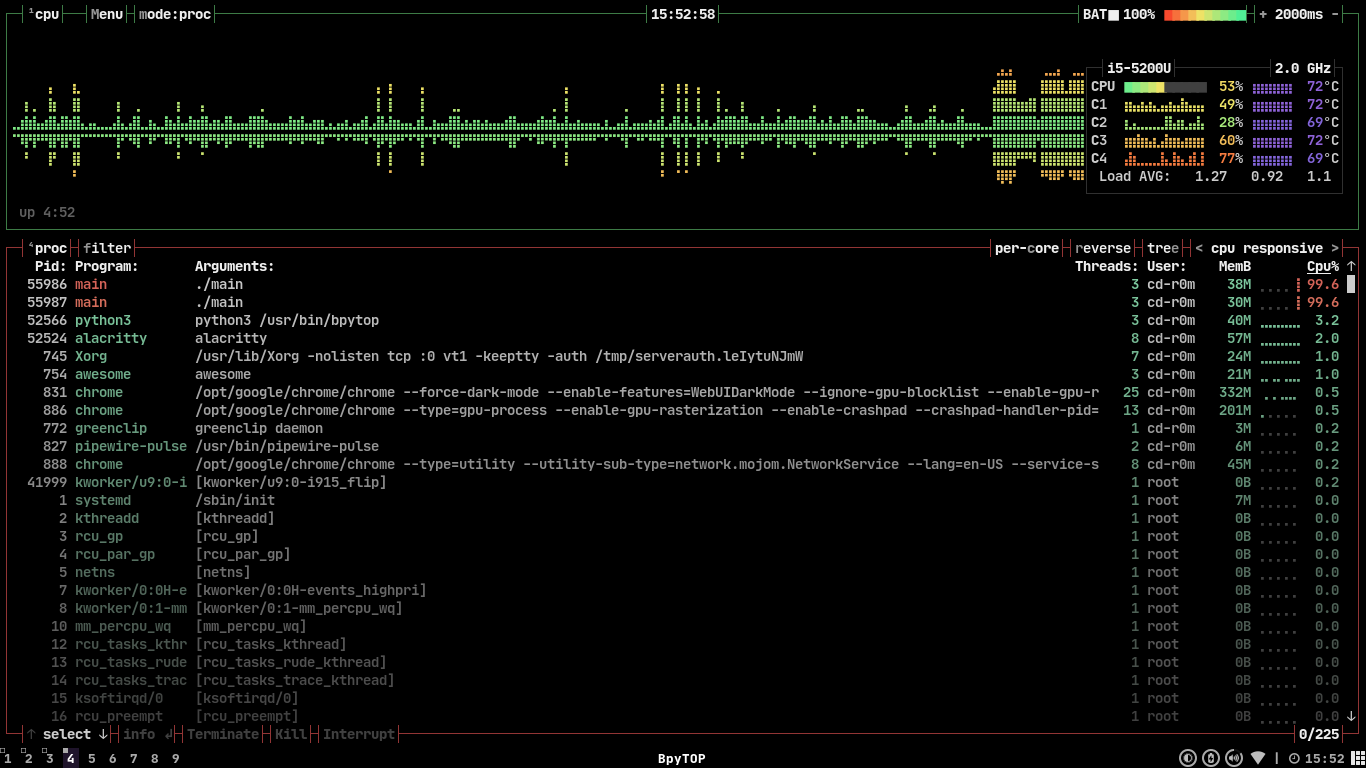 ¹cpu Menu mode:proc 15:52:58 BAT 100% + 2000ms -
i5-5200U 2.0 GHz
CPU 53% 72°C
C1 49% 72°C
C2 28% 69°C
C3 60% 72°C
C4 77% 69°C
Load AVG: 1.27 0.92 1.1
up 4:52
⁴proc filter per-core reverse tree < cpu responsive >
Pid: Program: Arguments: Threads: User: MemB Cpu% ↑
55986 main ./main 3 cd-r0m 38M 99.6
55987 main ./main 3 cd-r0m 30M 99.6
52566 python3 python3 /usr/bin/bpytop 3 cd-r0m 40M 3.2
52524 alacritty alacritty 8 cd-r0m 57M 2.0
745 Xorg /usr/lib/Xorg -nolisten tcp :0 vt1 -keeptty -auth /tmp/serverauth.leIytuNJmW 7 cd-r0m 24M 1.0
754 awesome awesome 3 cd-r0m 21M 1.0
831 chrome /opt/google/chrome/chrome --force-dark-mode --enable-features=WebUIDarkMode --ignore-gpu-blocklist --enable-gpu-r 25 cd-r0m 332M 0.5
886 chrome /opt/google/chrome/chrome --type=gpu-process --enable-gpu-rasterization --enable-crashpad --crashpad-handler-pid= 13 cd-r0m 201M 0.5
772 greenclip greenclip daemon 1 cd-r0m 3M 0.2
827 pipewire-pulse /usr/bin/pipewire-pulse 2 cd-r0m 6M 0.2
888 chrome /opt/google/chrome/chrome --type=utility --utility-sub-type=network.mojom.NetworkService --lang=en-US --service-s 8 cd-r0m 45M 0.2
41999 kworker/u9:0-i [kworker/u9:0-i915_flip] 1 root 0B 0.2
1 systemd /sbin/init 1 root 7M 0.0
2 kthreadd [kthreadd] 1 root 0B 0.0
3 rcu_gp [rcu_gp] 1 root 0B 0.0
4 rcu_par_gp [rcu_par_gp] 1 root 0B 0.0
5 netns [netns] 1 root 0B 0.0
7 kworker/0:0H-e [kworker/0:0H-events_highpri] 1 root 0B 0.0
8 kworker/0:1-mm [kworker/0:1-mm_percpu_wq] 1 root 0B 0.0
10 mm_percpu_wq [mm_percpu_wq] 1 root 0B 0.0
12 rcu_tasks_kthr [rcu_tasks_kthread] 1 root 0B 0.0
13 rcu_tasks_rude [rcu_tasks_rude_kthread] 1 root 0B 0.0
14 rcu_tasks_trac [rcu_tasks_trace_kthread] 1 root 0B 0.0
15 ksoftirqd/0 [ksoftirqd/0] 1 root 0B 0.0
16 rcu_preempt [rcu_preempt] 1 root 0B 0.0 ↓
↑ select ↓ info ↲ Terminate Kill Interrupt 0/225
1 2 3 4 5 6 7 8 9 BpyTOP | 15:52